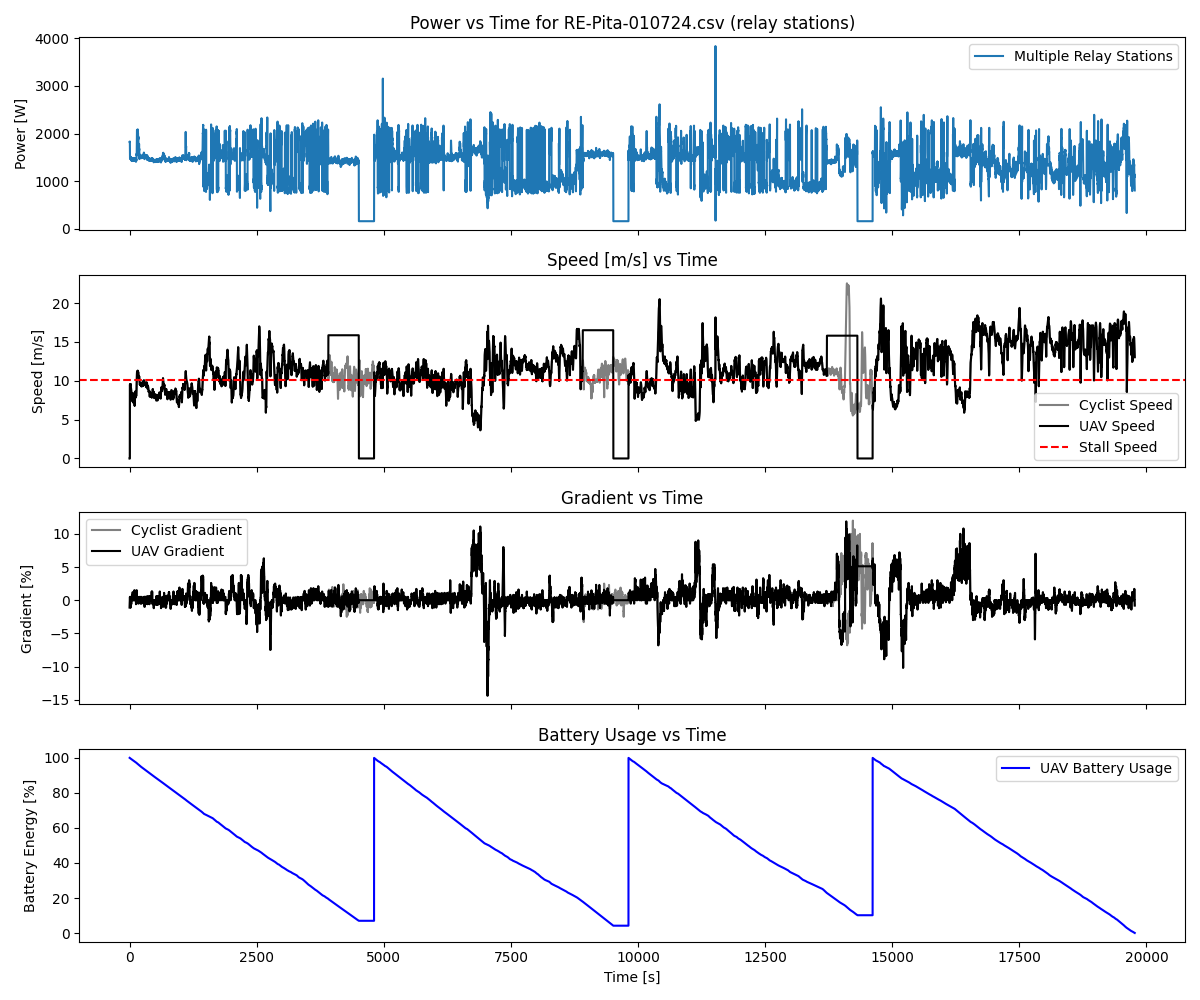 Power vs Time for RE-Pita-010724.csv (relay stations)
4000
3000
2000
1000
0
Power [W]
Multiple Relay Stations
Speed [m/s] vs Time
20
15
10
5
0
Speed [m/s]
Cyclist Speed
UAV Speed
Stall Speed
Gradient vs Time
10
5
0
−5
−10
−15
Gradient [%]
Cyclist Gradient
UAV Gradient
Battery Usage vs Time
100
80
60
40
20
0
Battery Energy [%]
UAV Battery Usage
0 2500 5000 7500 10000 12500 15000 17500 20000
Time [s]